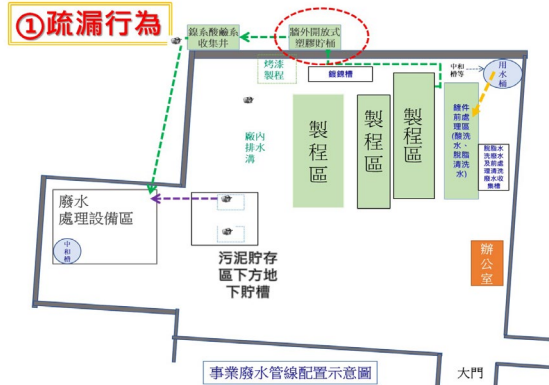 ①疏漏行為
鎳系酸鹼系
收集井
牆外開放式
塑膠貯桶
烤漆
製程
鍍鎳槽
中和
槽等
用
水
桶
廠
內
排
水
溝
製
程
區
製
程
區
製
程
區
鍍件
前處
理區
(酸洗
水、
脫脂
清洗
水)
脫脂水
洗廢水
及前處
理清洗
廢水收
集槽
廢水
處理設備區
中
和
槽
污泥貯存
區下方地
下貯槽
辦
公
室
事業廢水管線配置示意圖
大門